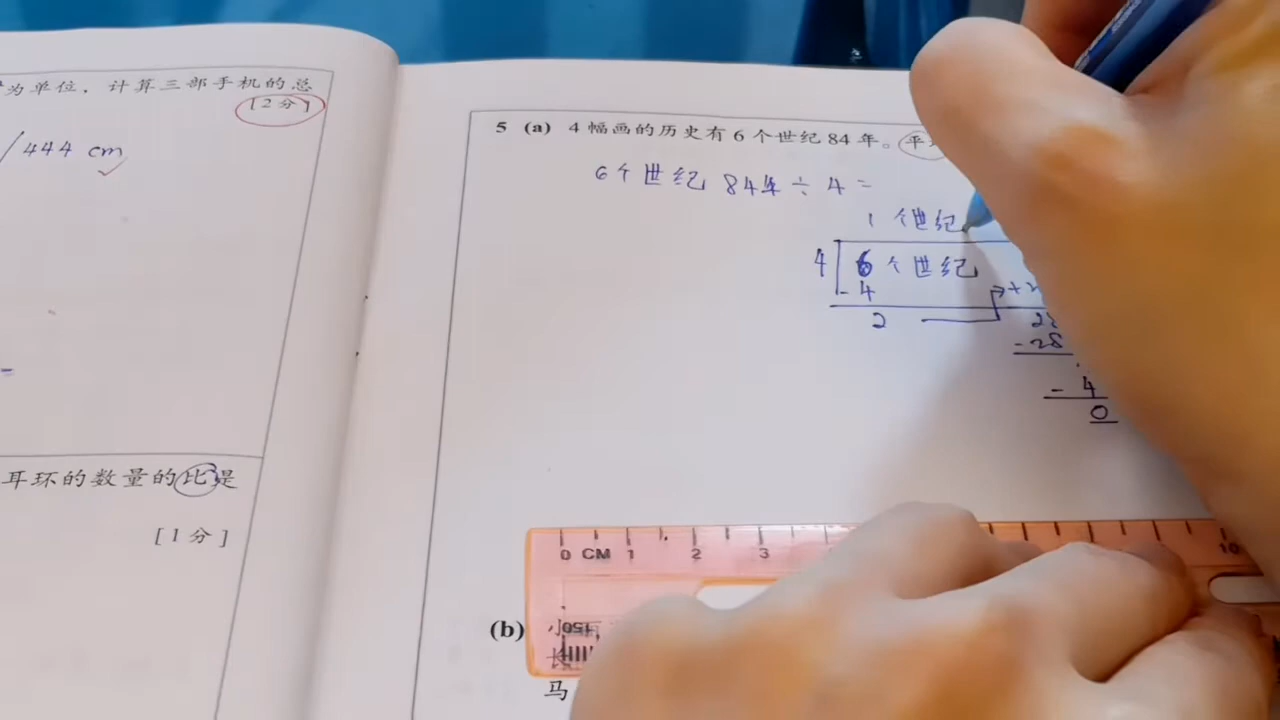 为单位，计算三部手机的总
[2分]
444 cm
耳环的数量的比是
[1分]
5 (a) 4幅画的历史有6个世纪84年。平
6个世纪 84年 ÷ 4 =
1个世纪
4 6个世纪
- 4
2
- 28
- 4
0
0 CM 1 2 3 10
(b)
150
马